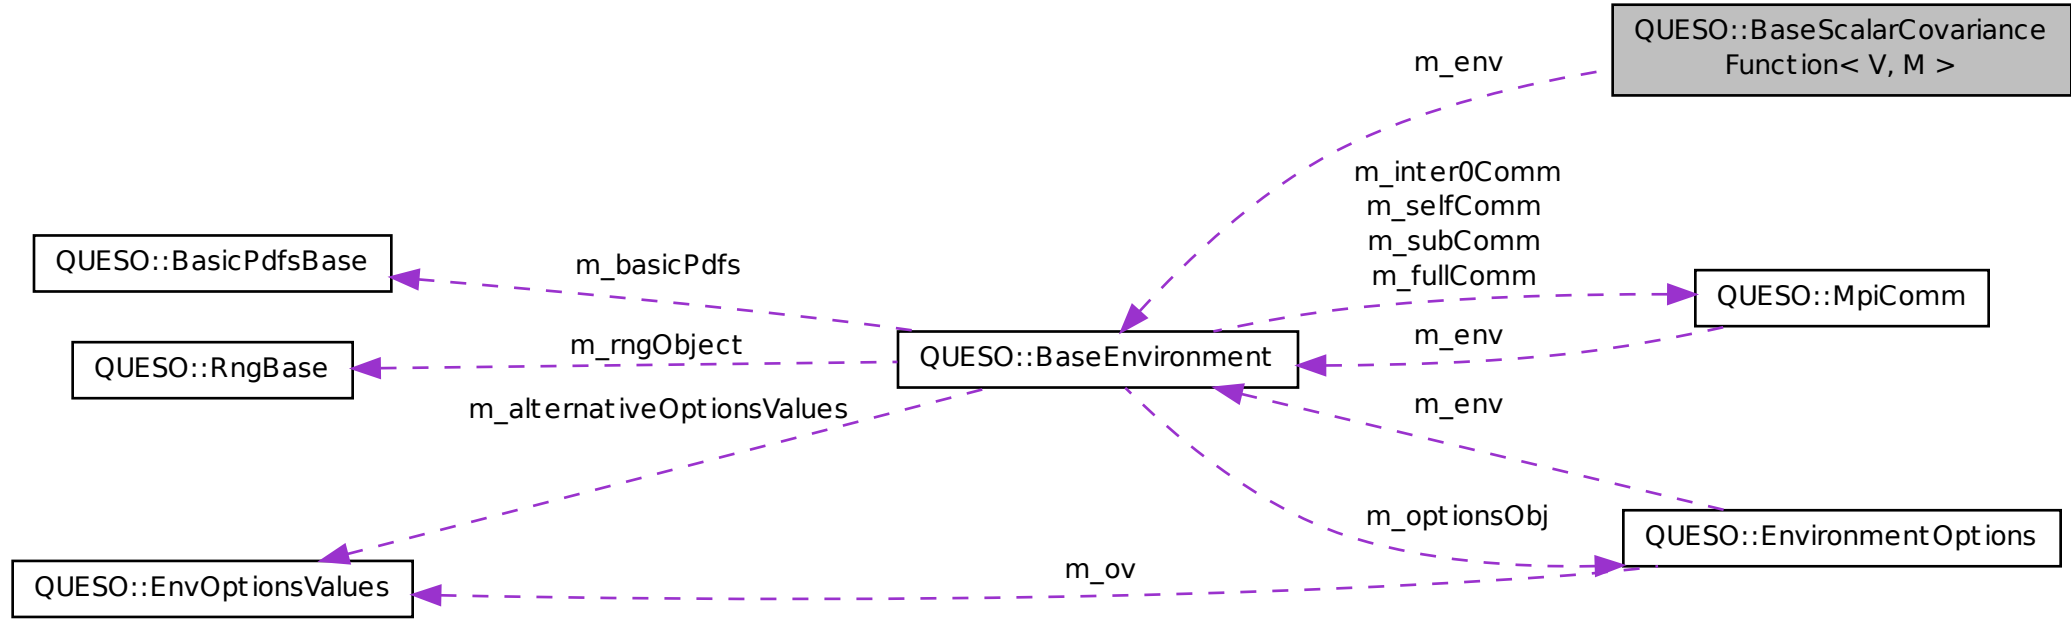 QUESO::BaseScalarCovariance
Function< V, M >
m_env
m_inter0Comm
m_selfComm
m_subComm
m_fullComm
QUESO::BasicPdfsBase
m_basicPdfs
QUESO::MpiComm
m_env
m_rngObject
QUESO::BaseEnvironment
QUESO::RngBase
m_alternativeOptionsValues
m_env
m_optionsObj
QUESO::EnvironmentOptions
m_ov
QUESO::EnvOptionsValues